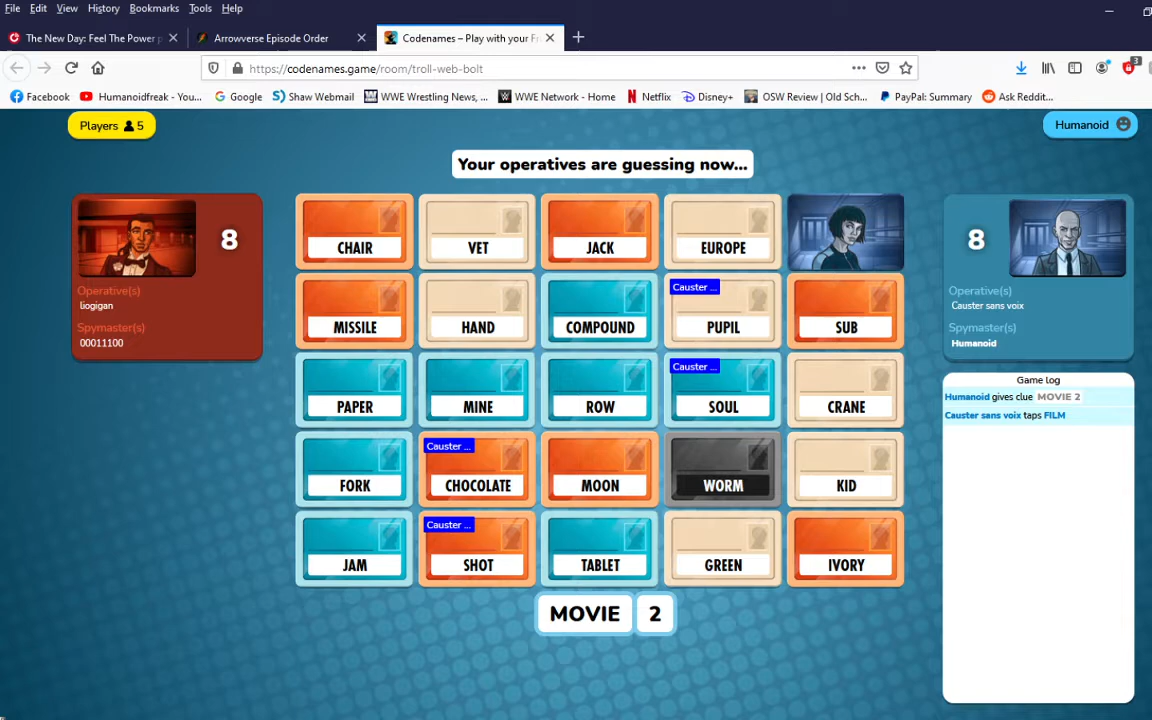 File Edit View History Bookmarks Tools Help
The New Day: Feel The Power p
Arrowverse Episode Order
Codenames – Play with your Fr
https://codenames.game/room/troll-web-bolt
3
Facebook
Humanoidfreak - You...
Google
Shaw Webmail
WWE Wrestling News, ...
WWE Network - Home
Netflix
Disney+
OSW Review | Old Sch...
PayPal: Summary
Ask Reddit...
Players 5
Humanoid
Your operatives are guessing now...
8
Operative(s)
liogigan
Spymaster(s)
00011100
CHAIR VET JACK EUROPE
Causter ...
MISSILE HAND COMPOUND PUPIL SUB
Causter ...
PAPER MINE ROW SOUL CRANE
Causter ...
FORK CHOCOLATE MOON WORM KID
Causter ...
JAM SHOT TABLET GREEN IVORY
MOVIE 2
8
Operative(s)
Causter sans voix
Spymaster(s)
Humanoid
Game log
Humanoid gives clue MOVIE 2
Causter sans voix taps FILM